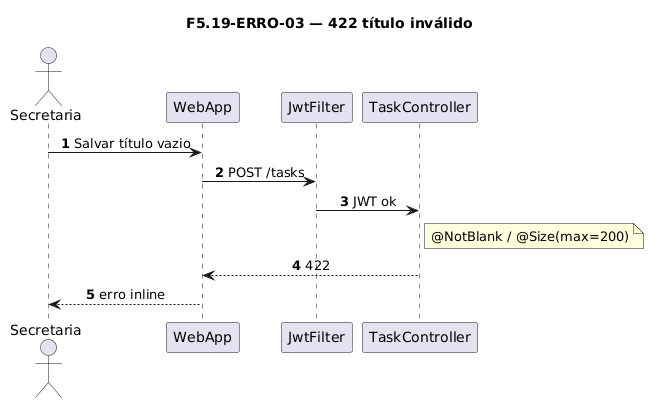 F5.19-ERRO-03 — 422 título inválido
Secretaria
WebApp
JwtFilter
TaskController
1 Salvar título vazio
2 POST /tasks
3 JWT ok
@NotBlank / @Size(max=200)
4 422
5 erro inline
Secretaria
WebApp
JwtFilter
TaskController